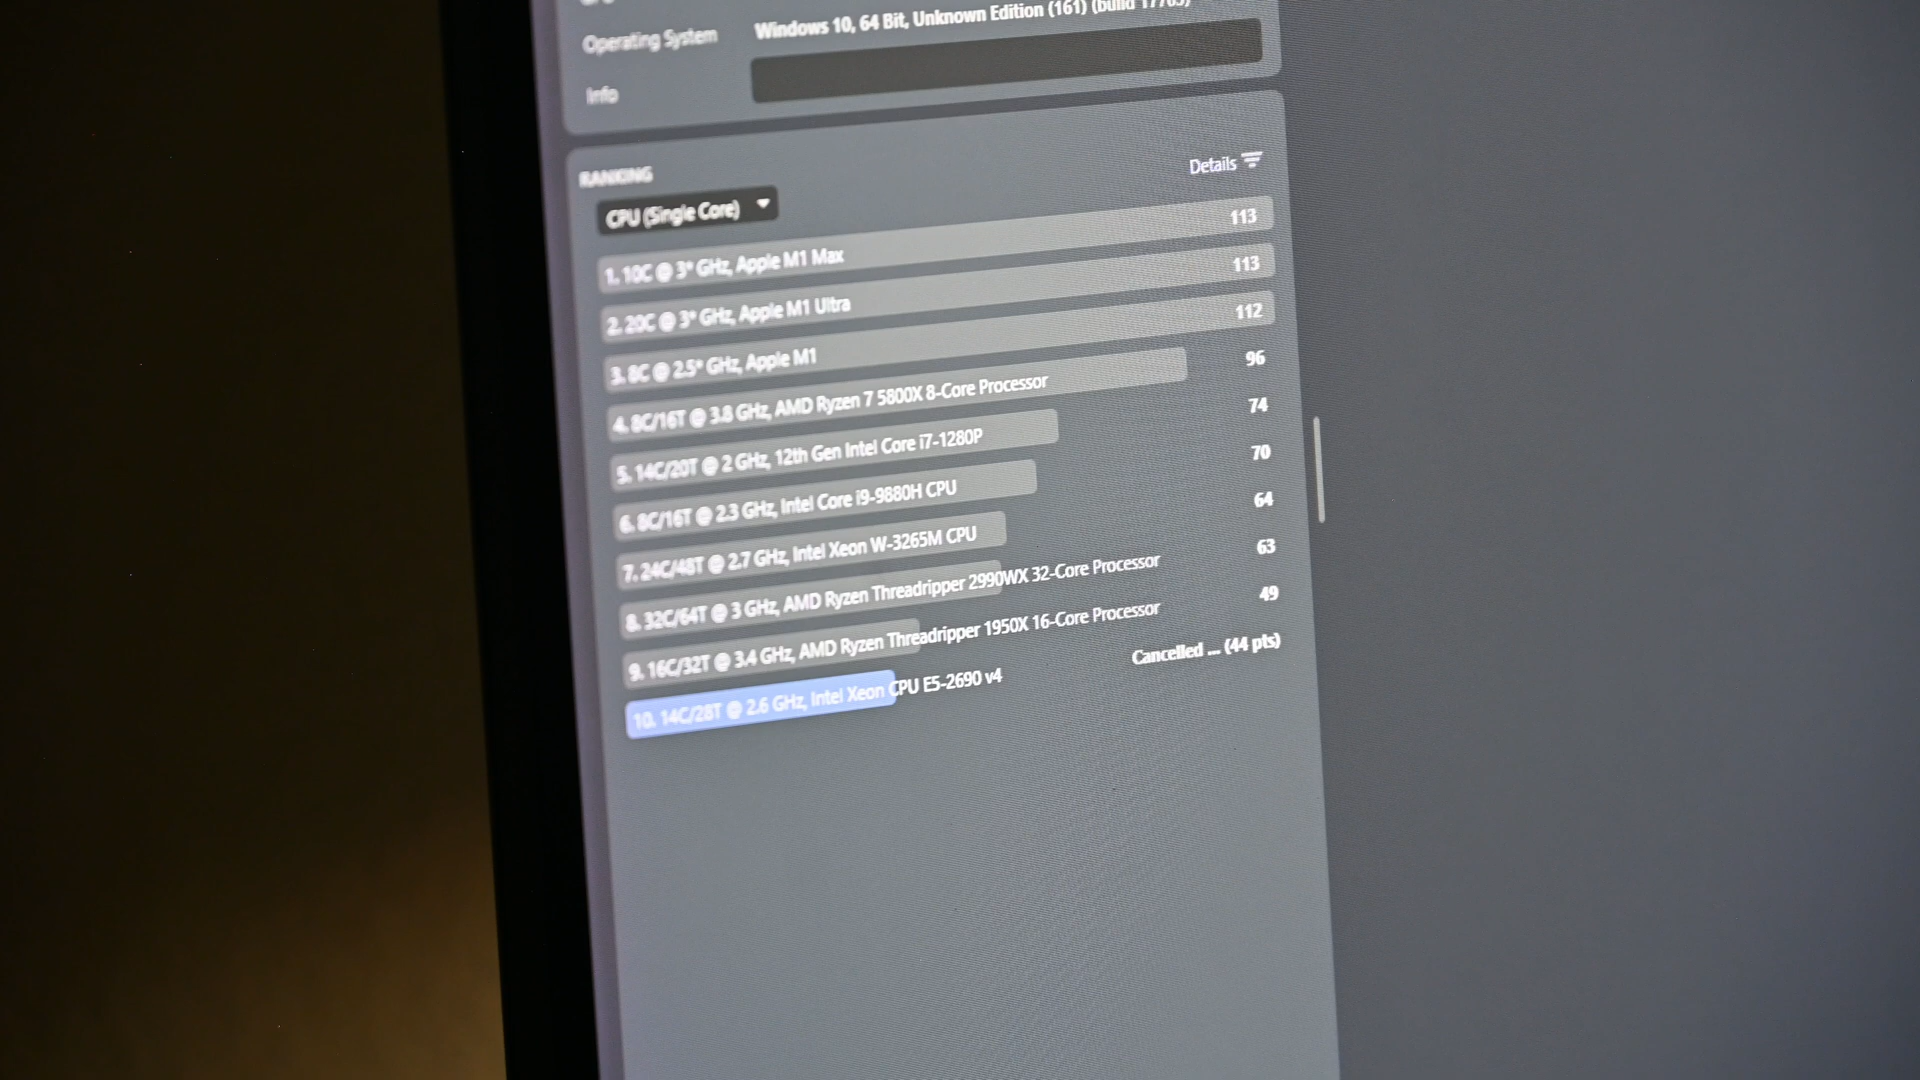 Operating System
Windows 10, 64 Bit, Unknown Edition (161) (build 17763)
Info
RANKING
Details
CPU (Single Core)
1. 10C @ 3* GHz, Apple M1 Max 113
2. 20C @ 3* GHz, Apple M1 Ultra 113
3. 8C @ 2.5* GHz, Apple M1 112
4. 8C/16T @ 3.8 GHz, AMD Ryzen 7 5800X 8-Core Processor 96
5. 14C/20T @ 2 GHz, 12th Gen Intel Core i7-1280P 74
6. 8C/16T @ 2.3 GHz, Intel Core i9-9880H CPU 70
7. 24C/48T @ 2.7 GHz, Intel Xeon W-3265M CPU 64
8. 32C/64T @ 3 GHz, AMD Ryzen Threadripper 2990WX 32-Core Processor 63
9. 16C/32T @ 3.4 GHz, AMD Ryzen Threadripper 1950X 16-Core Processor 49
10. 14C/28T @ 2.6 GHz, Intel Xeon CPU E5-2690 v4 Cancelled ... (44 pts)